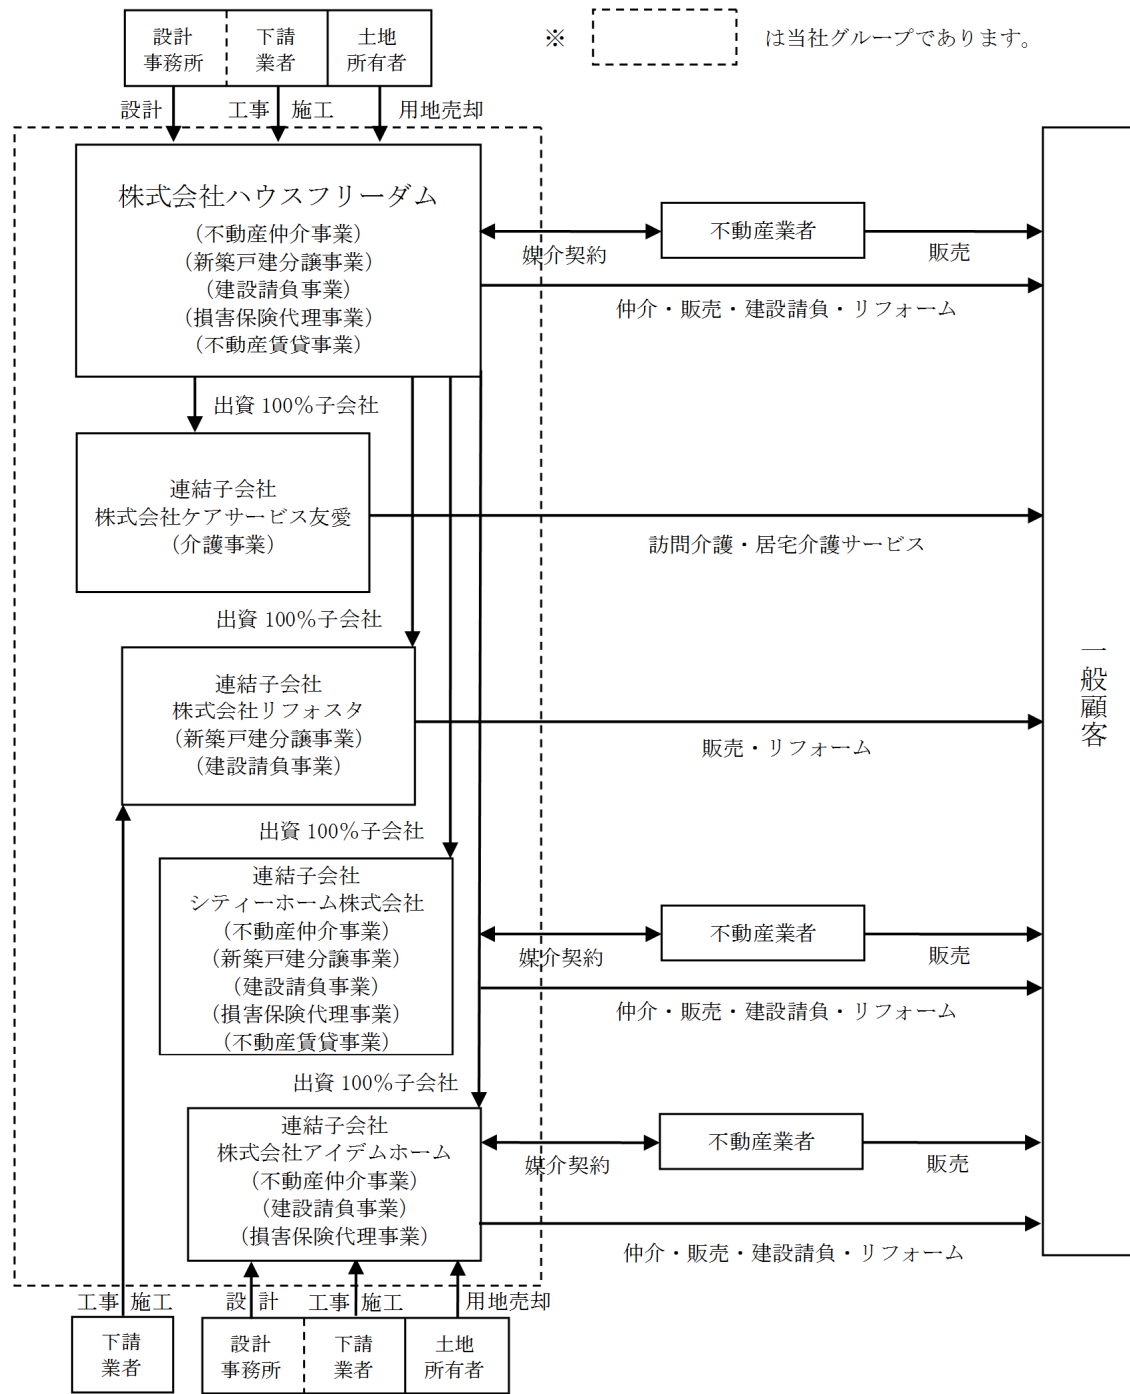 設計
事務所
下請
業者
土地
所有者
※
は当社グループであります。
設計
工事 施工
用地売却
株式会社ハウスフリーダム
(不動産仲介事業)
(新築戸建分譲事業)
(建設請負事業)
(損害保険代理事業)
(不動産賃貸事業)
不動産業者
媒介契約
販売
仲介・販売・建設請負・リフォーム
出資 100％子会社
連結子会社
株式会社ケアサービス友愛
(介護事業)
訪問介護・居宅介護サービス
出資 100％子会社
連結子会社
株式会社リフォスタ
(新築戸建分譲事業)
(建設請負事業)
販売・リフォーム
一般顧客
出資 100％子会社
連結子会社
シティーホーム株式会社
(不動産仲介事業)
(新築戸建分譲事業)
(建設請負事業)
(損害保険代理事業)
(不動産賃貸事業)
不動産業者
媒介契約
販売
仲介・販売・建設請負・リフォーム
出資 100％子会社
連結子会社
株式会社アイデムホーム
(不動産仲介事業)
(建設請負事業)
(損害保険代理事業)
不動産業者
媒介契約
販売
仲介・販売・建設請負・リフォーム
工事 施工
設 計
工事 施工
用地売却
下請
業者
設計
事務所
下請
業者
土地
所有者